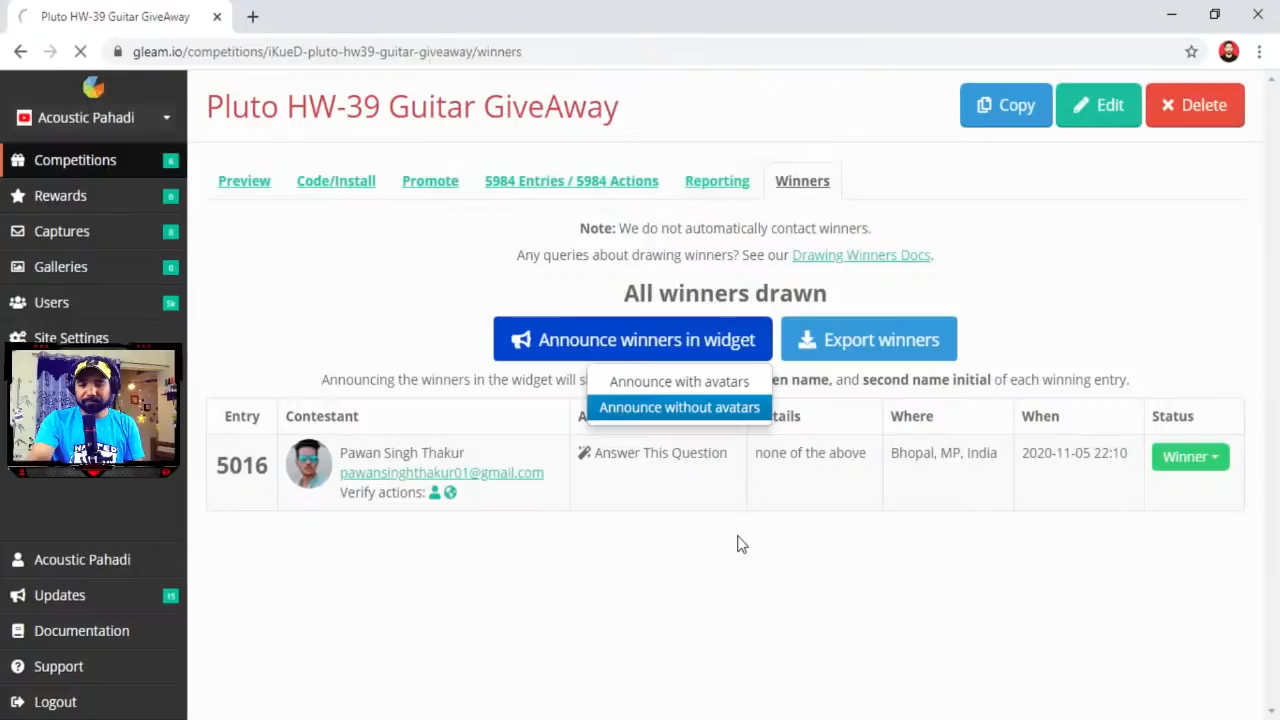 Pluto HW-39 Guitar GiveAway
gleam.io/competitions/iKueD-pluto-hw39-guitar-giveaway/winners
Acoustic Pahadi
Competitions 6
Rewards 0
Captures 0
Galleries 0
Users 5k
Site Settings
Acoustic Pahadi
Updates 15
Documentation
Support
Logout
Pluto HW-39 Guitar GiveAway
Copy Edit Delete
Preview Code/Install Promote 5984 Entries / 5984 Actions Reporting Winners
Note: We do not automatically contact winners.
Any queries about drawing winners? See our Drawing Winners Docs.
All winners drawn
Announce winners in widget Export winners
Announce with avatars
Announce without avatars
Announcing the winners in the widget will en name, and second name initial of each winning entry.
Entry Contestant tails Where When Status
5016 Pawan Singh Thakur Answer This Question none of the above Bhopal, MP, India 2020-11-05 22:10 Winner
pawansinghthakur01@gmail.com
Verify actions: